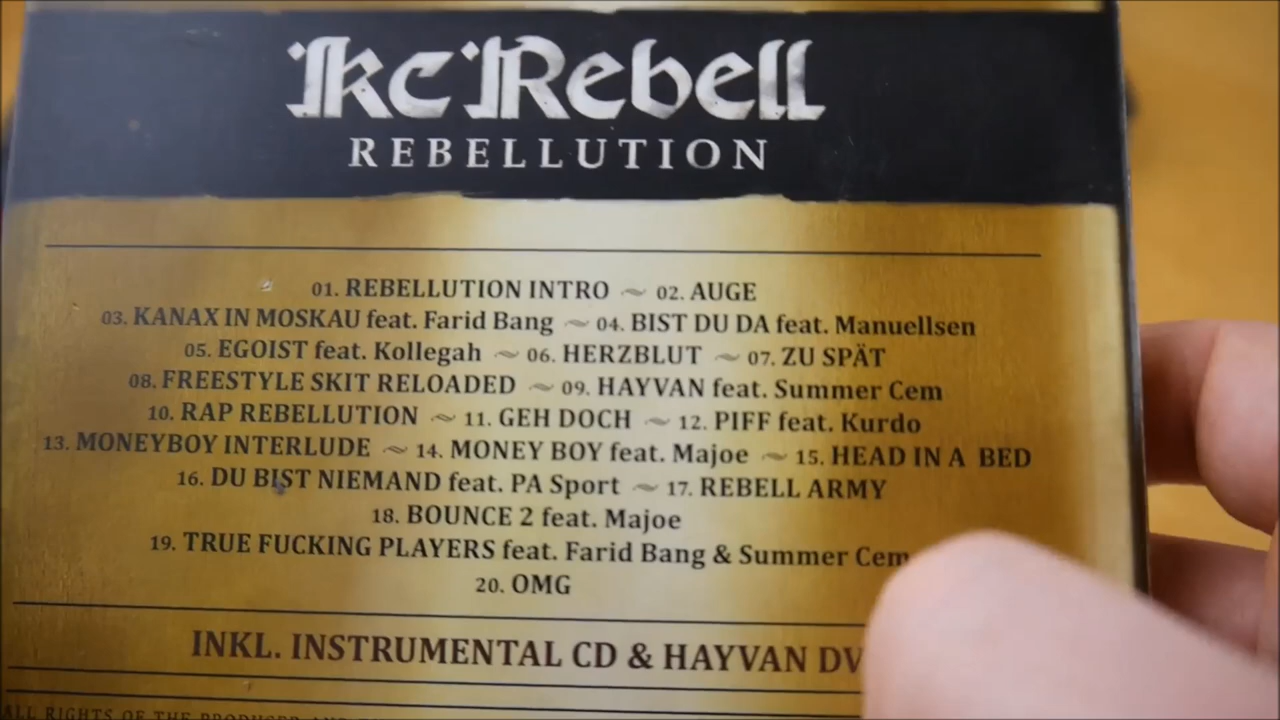 KC Rebell
REBELLUTION
01. REBELLUTION INTRO ~ 02. AUGE
03. KANAX IN MOSKAU feat. Farid Bang ~ 04. BIST DU DA feat. Manuellsen
05. EGOIST feat. Kollegah ~ 06. HERZBLUT ~ 07. ZU SPÄT
08. FREESTYLE SKIT RELOADED ~ 09. HAYVAN feat. Summer Cem
10. RAP REBELLUTION ~ 11. GEH DOCH ~ 12. PIFF feat. Kurdo
13. MONEYBOY INTERLUDE ~ 14. MONEY BOY feat. Majoe ~ 15. HEAD IN A BED
16. DU BIST NIEMAND feat. PA Sport ~ 17. REBELL ARMY
18. BOUNCE 2 feat. Majoe
19. TRUE FUCKING PLAYERS feat. Farid Bang & Summer Cem
20. OMG
INKL. INSTRUMENTAL CD & HAYVAN DV
ALL RIGHTS OF THE PRODUCER AND